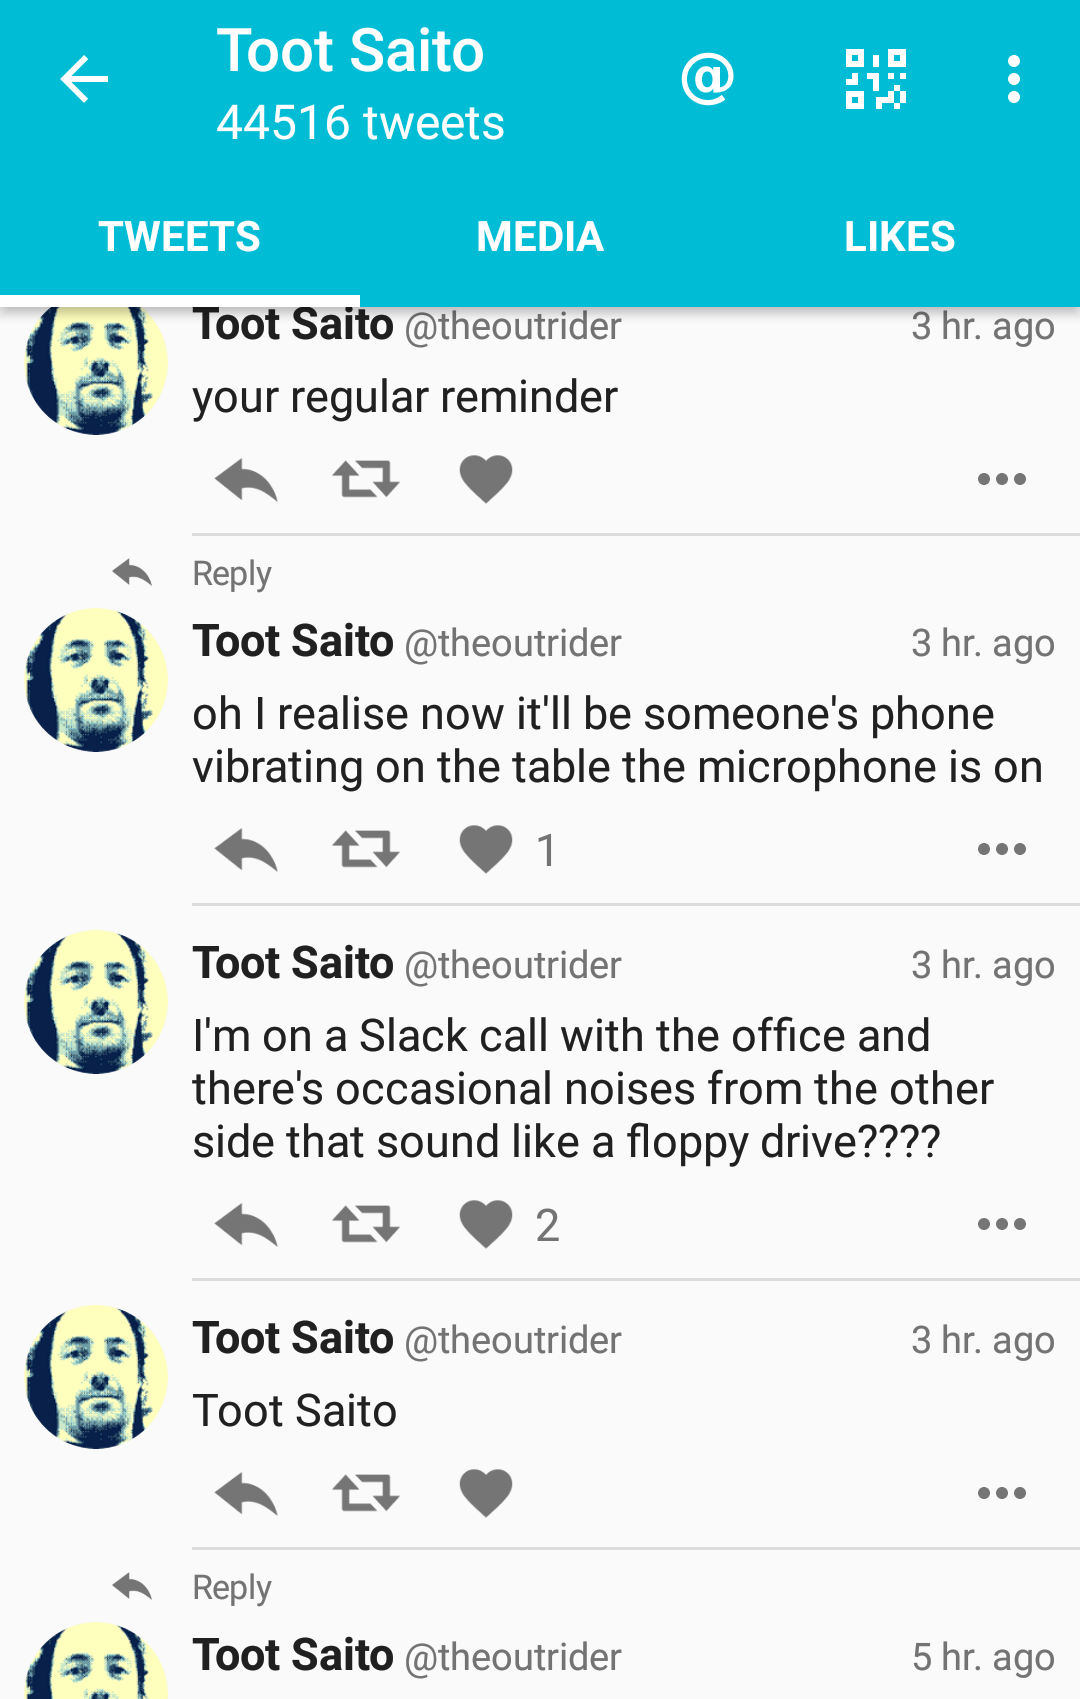 Toot Saito
44516 tweets
@
TWEETS MEDIA LIKES
Toot Saito @theoutrider 3 hr. ago
your regular reminder
Reply
Toot Saito @theoutrider 3 hr. ago
oh I realise now it'll be someone's phone
vibrating on the table the microphone is on
1
Toot Saito @theoutrider 3 hr. ago
I'm on a Slack call with the office and
there's occasional noises from the other
side that sound like a floppy drive????
2
Toot Saito @theoutrider 3 hr. ago
Toot Saito
Reply
Toot Saito @theoutrider 5 hr. ago